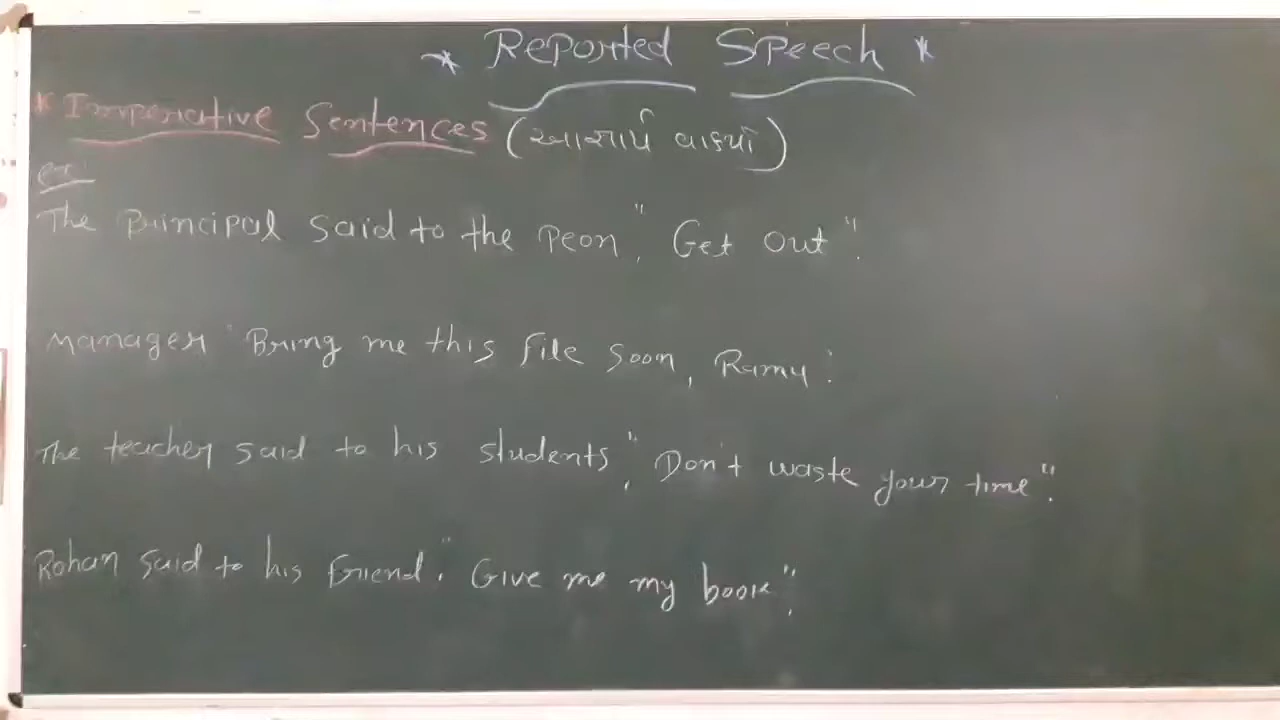 * Reported Speech *
* Imperative Sentences (આજ્ઞાર્થ વાક્યો)
ex
The Principal said to the peon, "Get out".
Manager "Bring me this file soon, Ramu.'
The teacher said to his students, "Don't waste your time".
Rohan said to his friend, "Give me my book".